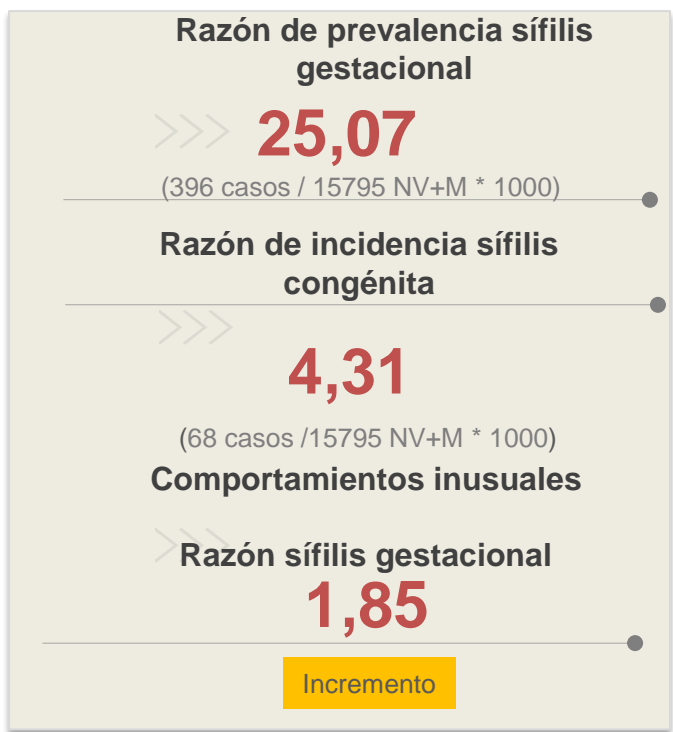 Razón de prevalencia sífilis
gestacional
25,07
(396 casos / 15795 NV+M * 1000)
Razón de incidencia sífilis
congénita
4,31
(68 casos /15795 NV+M * 1000)
Comportamientos inusuales
Razón sífilis gestacional
1,85
Incremento